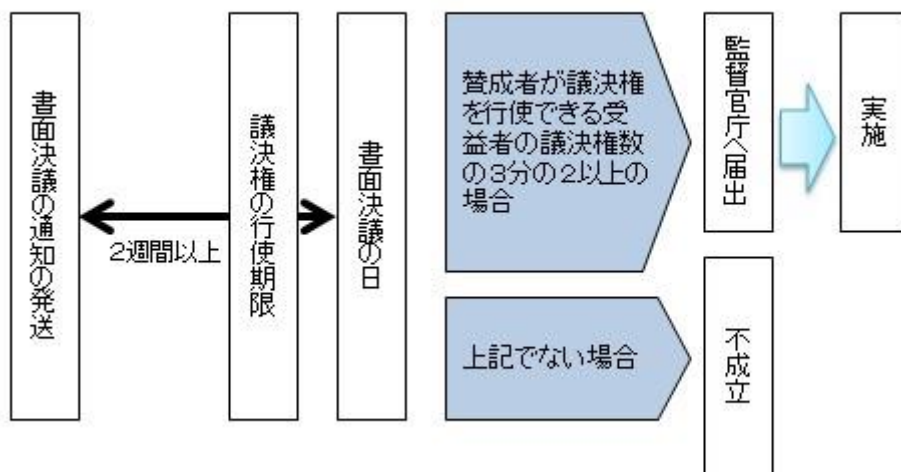 書面決議の通知の発送
2週間以上
議決権の行使期限
書面決議の日
賛成者が議決権
を行使できる受
益者の議決権数
の3分の2以上の
場合
監督官庁へ届出
実施
上記でない場合
不成立